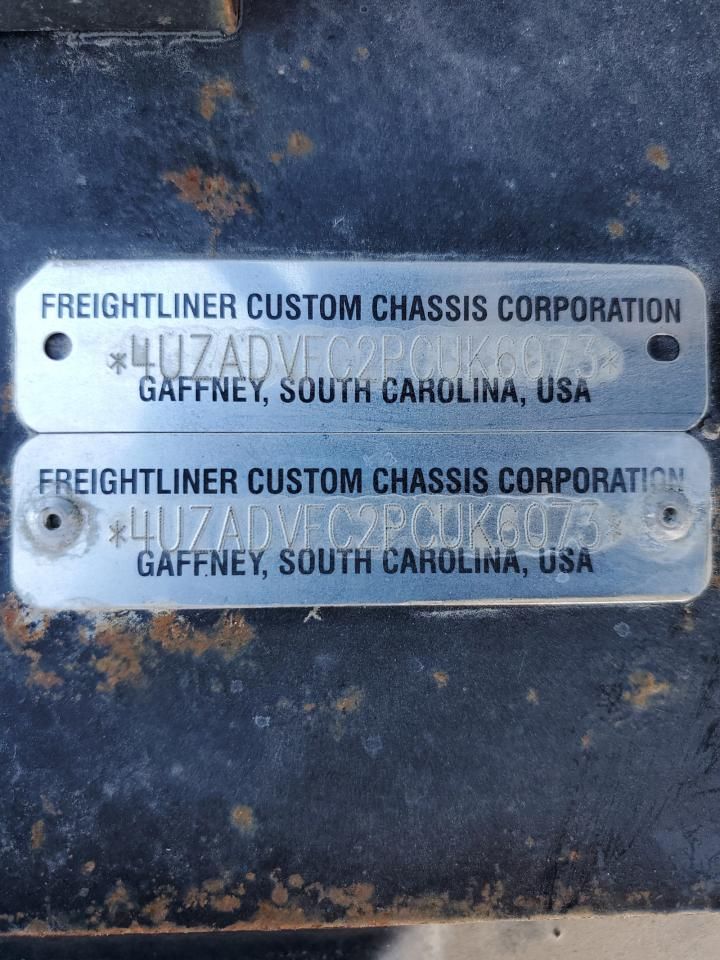 FREIGHTLINER CUSTOM CHASSIS CORPORATION
*4UZADVFC2PCUK6073*
GAFFNEY, SOUTH CAROLINA, USA
FREIGHTLINER CUSTOM CHASSIS CORPORATION
*4UZADVFC2PCUK6073*
GAFFNEY, SOUTH CAROLINA, USA